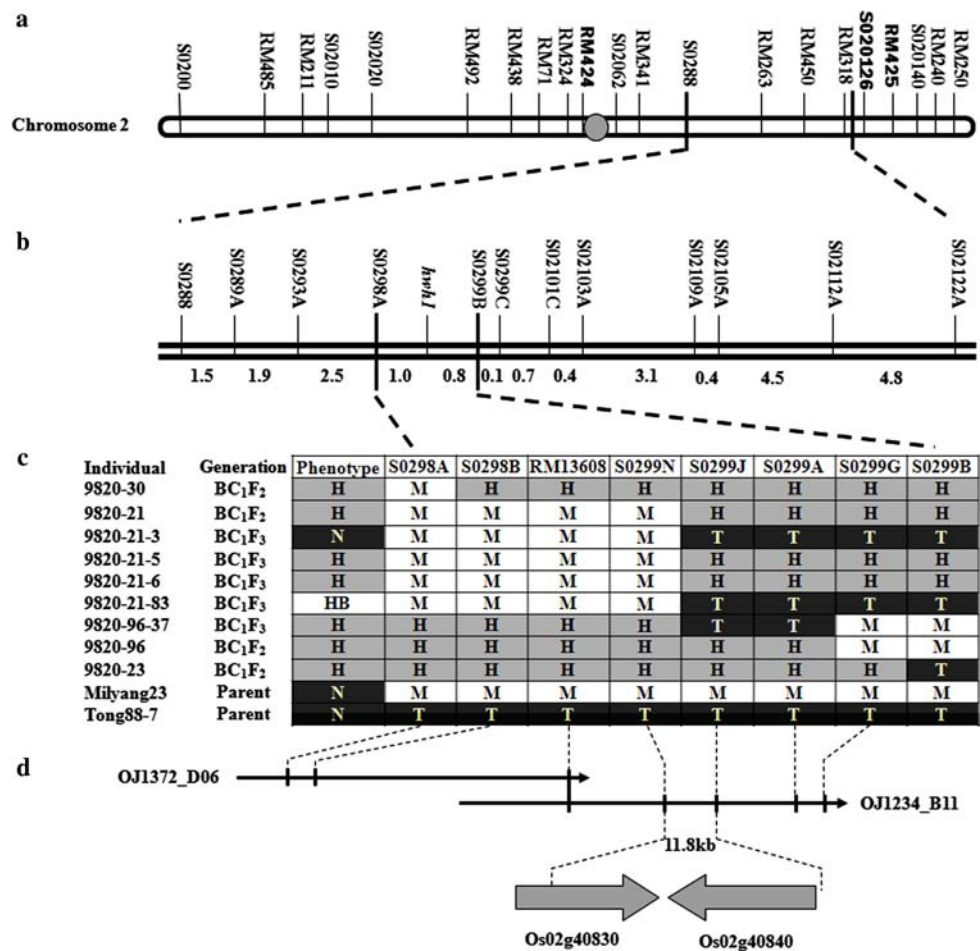 a
S0200 RM485 RM211 S02010 S02020 RM492 RM438 RM71 RM324 RM424 S02062 RM341 S0288 RM263 RM450 RM318 S020126 RM425 S020140 RM240 RM250
Chromosome 2
b
S0288 S0289A S0293A S0298A hwh1 S0299B S0299C S0101C S02103A S02109A S02105A S02112A S02122A
1.5 1.9 2.5 1.0 0.8 0.1 0.7 0.4 3.1 0.4 4.5 4.8
c
Individual Generation Phenotype S0298A S0298B RM13608 S0299N S0299J S0299A S0299G S0299B
9820-30 BC1F2 H M H H H H H H H
9820-21 BC1F2 H M M M M H H H H
9820-21-3 BC1F3 N M M M M T T T T
9820-21-5 BC1F3 H M M M M H H H H
9820-21-6 BC1F3 H M M M M H H H H
9820-21-83 BC1F3 HB M M M M T T T T
9820-96-37 BC1F3 H H H H H T T M M
9820-96 BC1F2 H H H H H H H M M
9820-23 BC1F2 H H H H H H H H T
Milyang23 Parent N M M M M M M M M
Tong88-7 Parent N T T T T T T T T
d
OJ1372_D06
OJ1234_B11
11.8kb
Os02g40830 Os02g40840